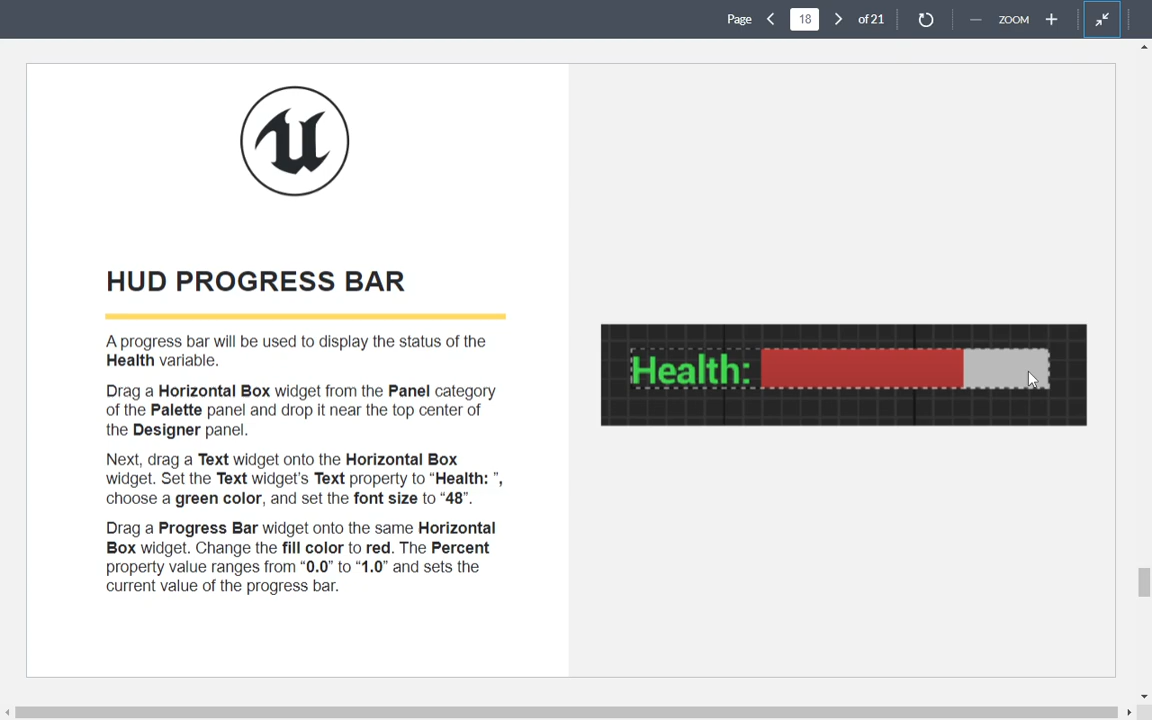 Page 18 of 21 ZOOM
HUD PROGRESS BAR
A progress bar will be used to display the status of the
Health variable.
Drag a Horizontal Box widget from the Panel category
of the Palette panel and drop it near the top center of
the Designer panel.
Next, drag a Text widget onto the Horizontal Box
widget. Set the Text widget's Text property to “Health: ”,
choose a green color, and set the font size to “48”.
Drag a Progress Bar widget onto the same Horizontal
Box widget. Change the fill color to red. The Percent
property value ranges from “0.0” to “1.0” and sets the
current value of the progress bar.
Health: